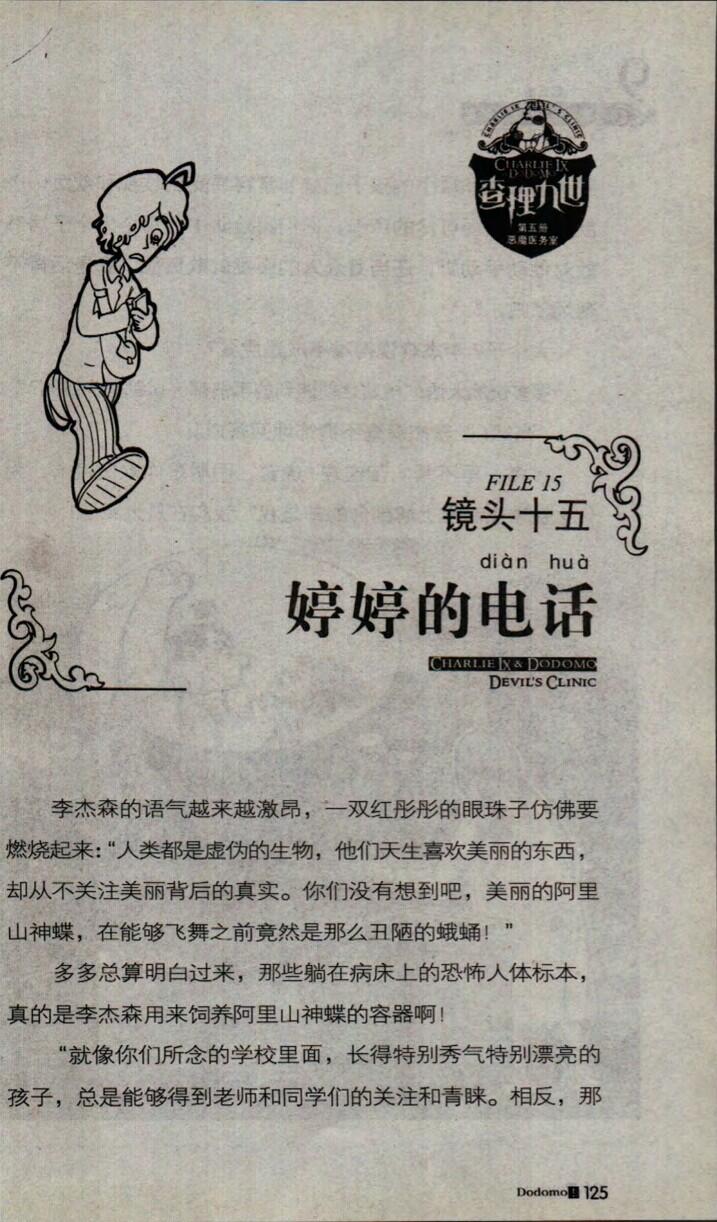 CHARLIE IX
DODOMO
查理九世
第五册
恶魔医务室
FILE 15
镜头十五
diàn huà
婷婷的电话
CHARLIE IX & DODOMO
DEVIL'S CLINIC
李杰森的语气越来越激昂，一双红彤彤的眼珠子仿佛要
燃烧起来：“人类都是虚伪的生物，他们天生喜欢美丽的东西，
却从不关注美丽背后的真实。你们没有想到吧，美丽的阿里
山神蝶，在能够飞舞之前竟然是那么丑陋的蛾蛹！”
多多总算明白过来，那些躺在病床上的恐怖人体标本，
真的是李杰森用来饲养阿里山神蝶的容器啊！
“就像你们所念的学校里面，长得特别秀气特别漂亮的
孩子，总是能够得到老师和同学们的关注和青睐。相反，那
Dodomo! 125